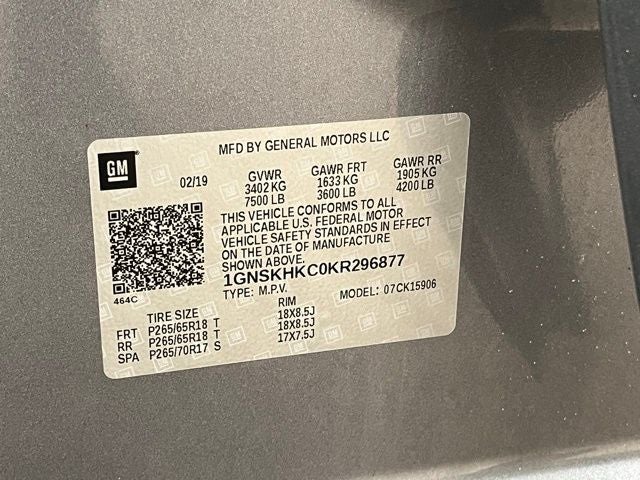 MFD BY GENERAL MOTORS LLC
GM
02/19
GVWR GAWR FRT GAWR RR
3402 KG 1633 KG 1905 KG
7500 LB 3600 LB 4200 LB
THIS VEHICLE CONFORMS TO ALL
APPLICABLE U.S. FEDERAL MOTOR
VEHICLE SAFETY STANDARDS IN EFFECT
ON THE DATE OF MANUFACTURE
SHOWN ABOVE.
1GNSKHKC0KR296877
464C
TYPE: M.P.V. MODEL: 07CK15906
TIRE SIZE RIM
FRT P265/65R18 T 18X8.5J
RR P265/65R18 T 18X8.5J
SPA P265/70R17 S 17X7.5J